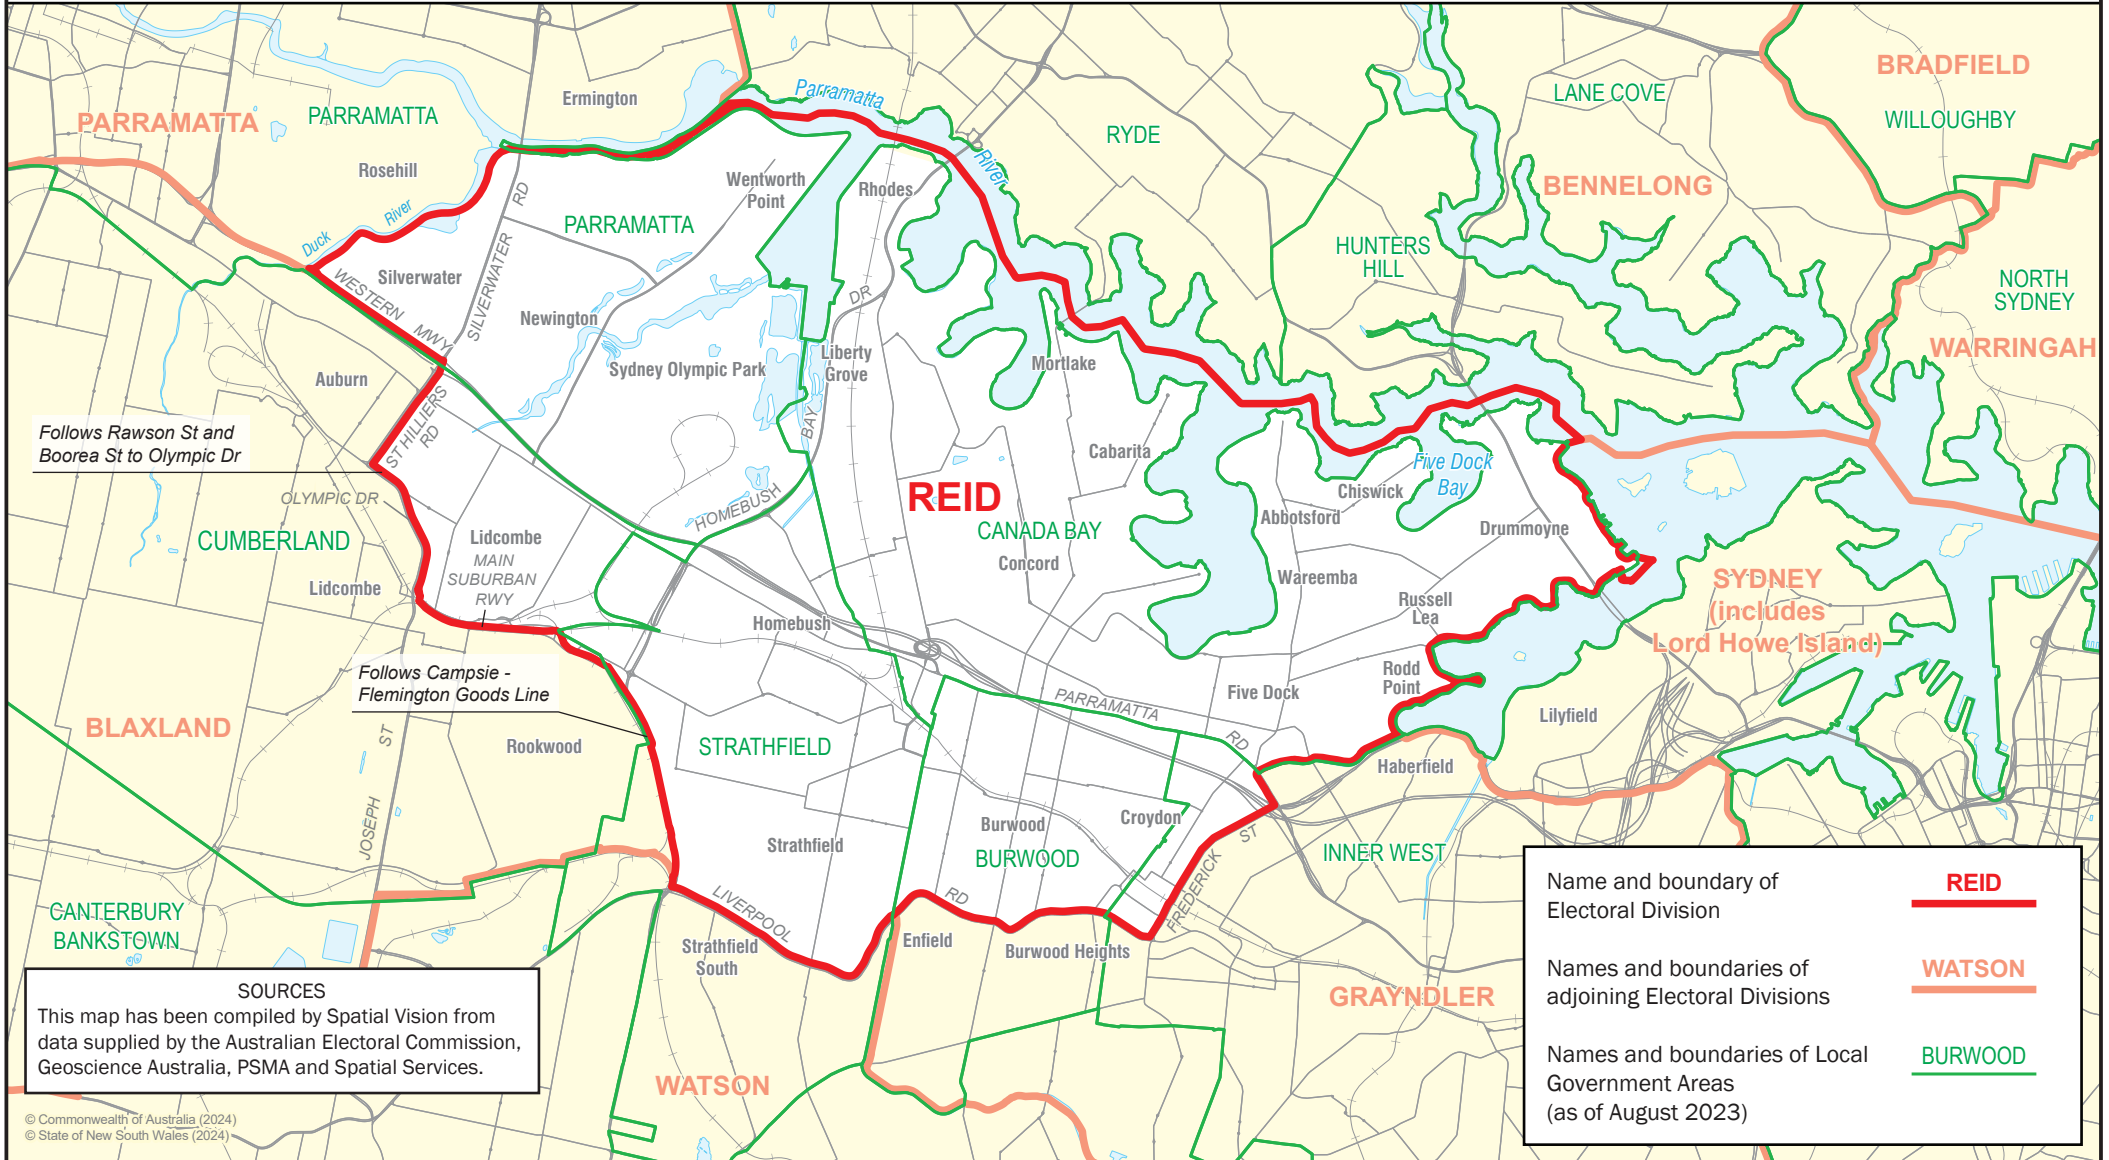 PARRAMATTA
PARRAMATTA
Ermington
Parramatta
River
RYDE
LANE COVE
BRADFIELD
WILLOUGHBY
Rosehill
River
Duck
RD
SILVERWATER
Wentworth
Point
Rhodes
PARRAMATTA
BENNELONG
HUNTERS
HILL
NORTH
SYDNEY
WARRINGAH
Silverwater
WESTERN
MWY
Newington
Sydney Olympic Park
DR
Liberty
Grove
BAY
HOMEBUSH
Mortlake
Auburn
ST HILLIERS
RD
Follows Rawson St and
Boorea St to Olympic Dr
OLYMPIC DR
CUMBERLAND
Lidcombe
Lidcombe
MAIN
SUBURBAN
RWY
REID
CANADA BAY
Concord
Cabarita
Five Dock
Bay
Chiswick
Abbotsford
Drummoyne
Wareemba
Russell
Lea
Rodd
Point
Five Dock
SYDNEY
(includes
Lord Howe Island)
Lilyfield
Homebush
Follows Campsie -
Flemington Goods Line
BLAXLAND
ST
JOSEPH
Rookwood
STRATHFIELD
PARRAMATTA
RD
Haberfield
Strathfield
Burwood
Croydon
BURWOOD
ST
FREDERICK
INNER WEST
LIVERPOOL
RD
Strathfield
South
Enfield
Burwood Heights
CANTERBURY
BANKSTOWN
WATSON
GRAYNDLER
SOURCES
This map has been compiled by Spatial Vision from
data supplied by the Australian Electoral Commission,
Geoscience Australia, PSMA and Spatial Services.
© Commonwealth of Australia (2024)
© State of New South Wales (2024)
Name and boundary of
Electoral Division
REID
Names and boundaries of
adjoining Electoral Divisions
WATSON
Names and boundaries of Local
Government Areas
(as of August 2023)
BURWOOD